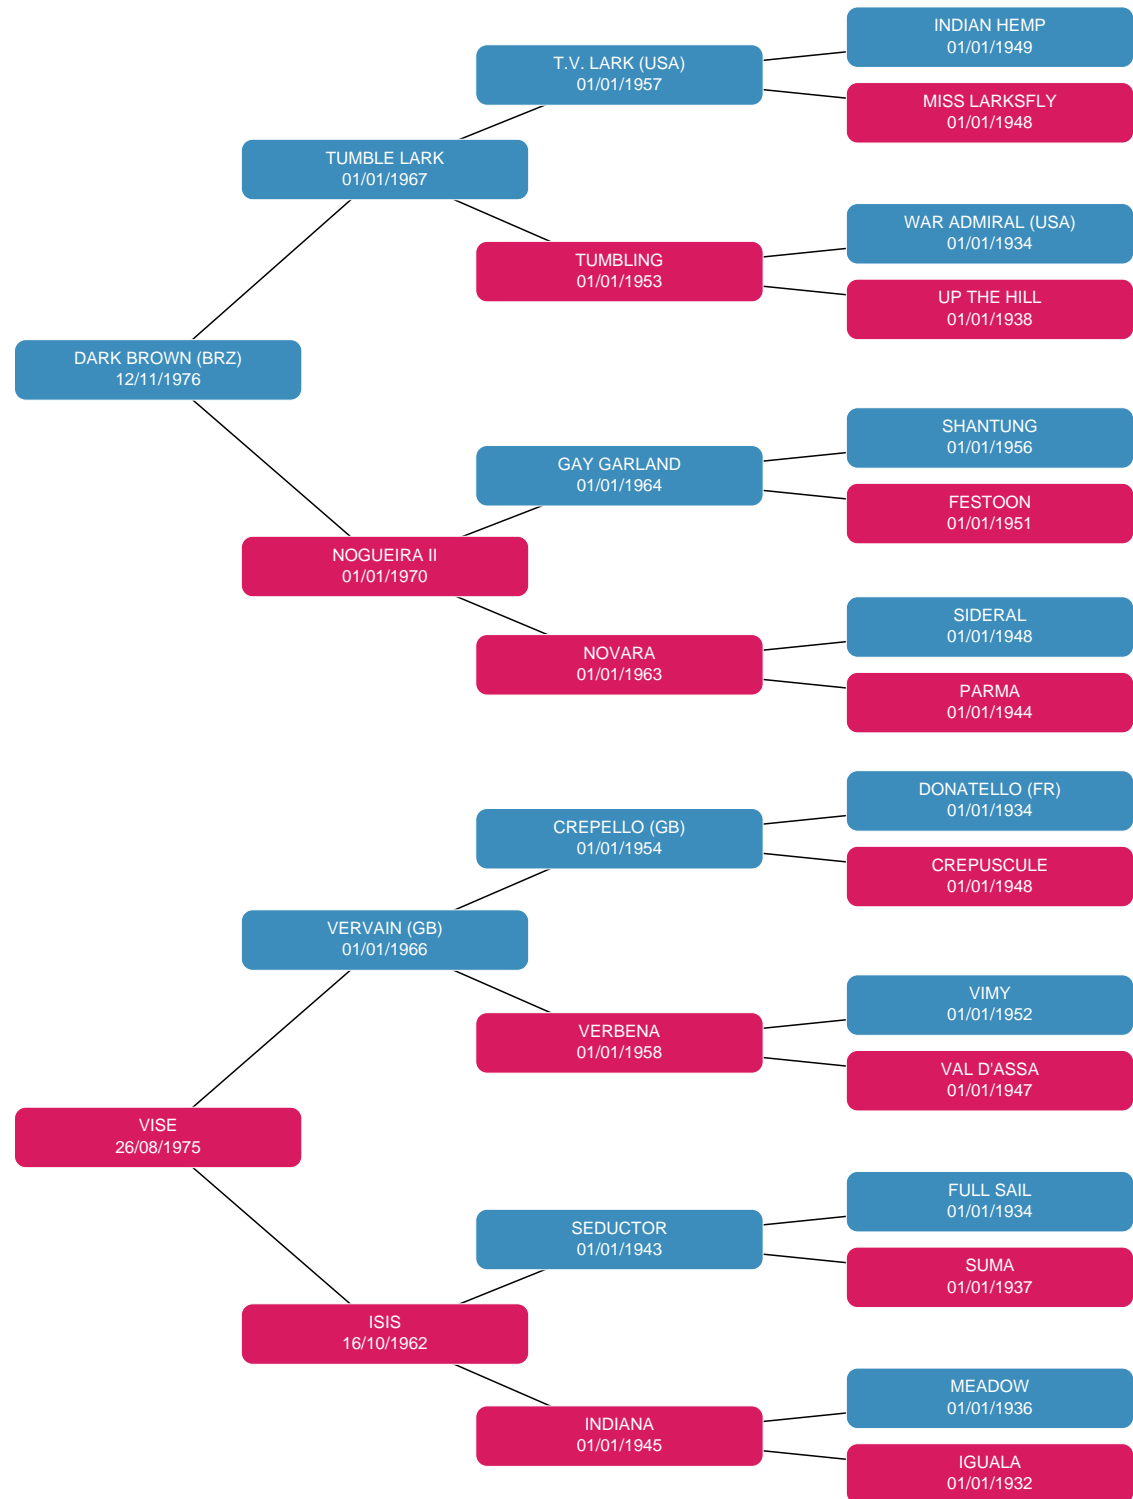 INDIAN HEMP
01/01/1949
T.V. LARK (USA)
01/01/1957
MISS LARKSFLY
01/01/1948
TUMBLE LARK
01/01/1967
WAR ADMIRAL (USA)
01/01/1934
TUMBLING
01/01/1953
UP THE HILL
01/01/1938
DARK BROWN (BRZ)
12/11/1976
SHANTUNG
01/01/1956
GAY GARLAND
01/01/1964
FESTOON
01/01/1951
NOGUEIRA II
01/01/1970
SIDERAL
01/01/1948
NOVARA
01/01/1963
PARMA
01/01/1944
DONATELLO (FR)
01/01/1934
CREPELLO (GB)
01/01/1954
CREPUSCULE
01/01/1948
VERVAIN (GB)
01/01/1966
VIMY
01/01/1952
VERBENA
01/01/1958
VAL D'ASSA
01/01/1947
VISE
26/08/1975
FULL SAIL
01/01/1934
SEDUCTOR
01/01/1943
SUMA
01/01/1937
ISIS
16/10/1962
MEADOW
01/01/1936
INDIANA
01/01/1945
IGUALA
01/01/1932